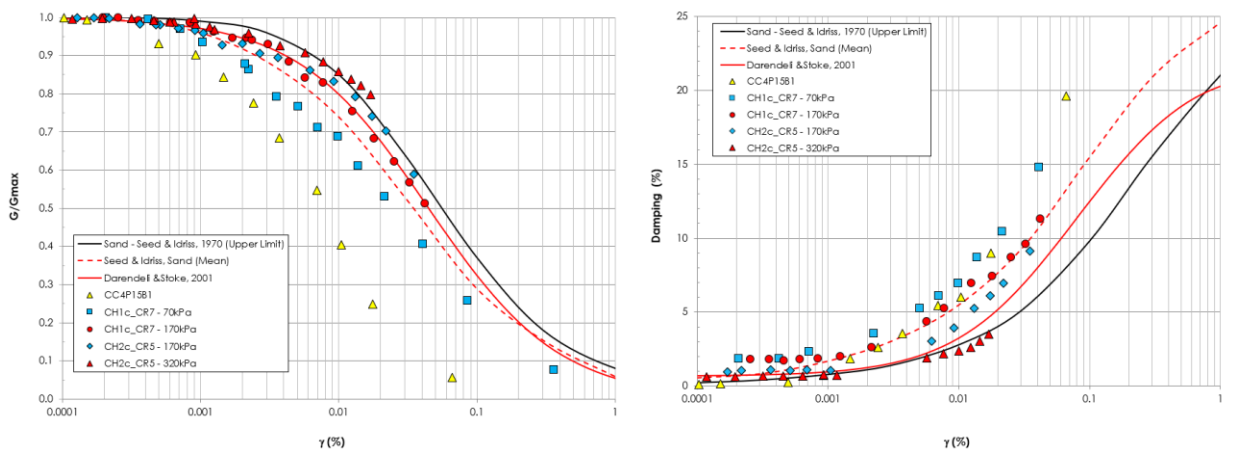 1.0
0.9
0.8
0.7
0.6
0.5
0.4
0.3
0.2
0.1
0.0
G/Gmax
Sand - Seed & Idriss, 1970 (Upper Limit)
Seed & Idriss, Sand (Mean)
Darendeli &Stoke, 2001
CC4P15B1
CH1c_CR7 - 70kPa
CH1c_CR7 - 170kPa
CH2c_CR5 - 170kPa
CH2c_CR5 - 320kPa
0.0001
0.001
0.01
0.1
1
γ (%)
25
20
15
10
5
0
Damping (%)
Sand - Seed & Idriss, 1970 (Upper Limit)
Seed & Idriss, Sand (Mean)
Darendeli &Stoke, 2001
CC4P15B1
CH1c_CR7 - 70kPa
CH1c_CR7 - 170kPa
CH2c_CR5 - 170kPa
CH2c_CR5 - 320kPa
0.0001
0.001
0.01
0.1
1
γ (%)